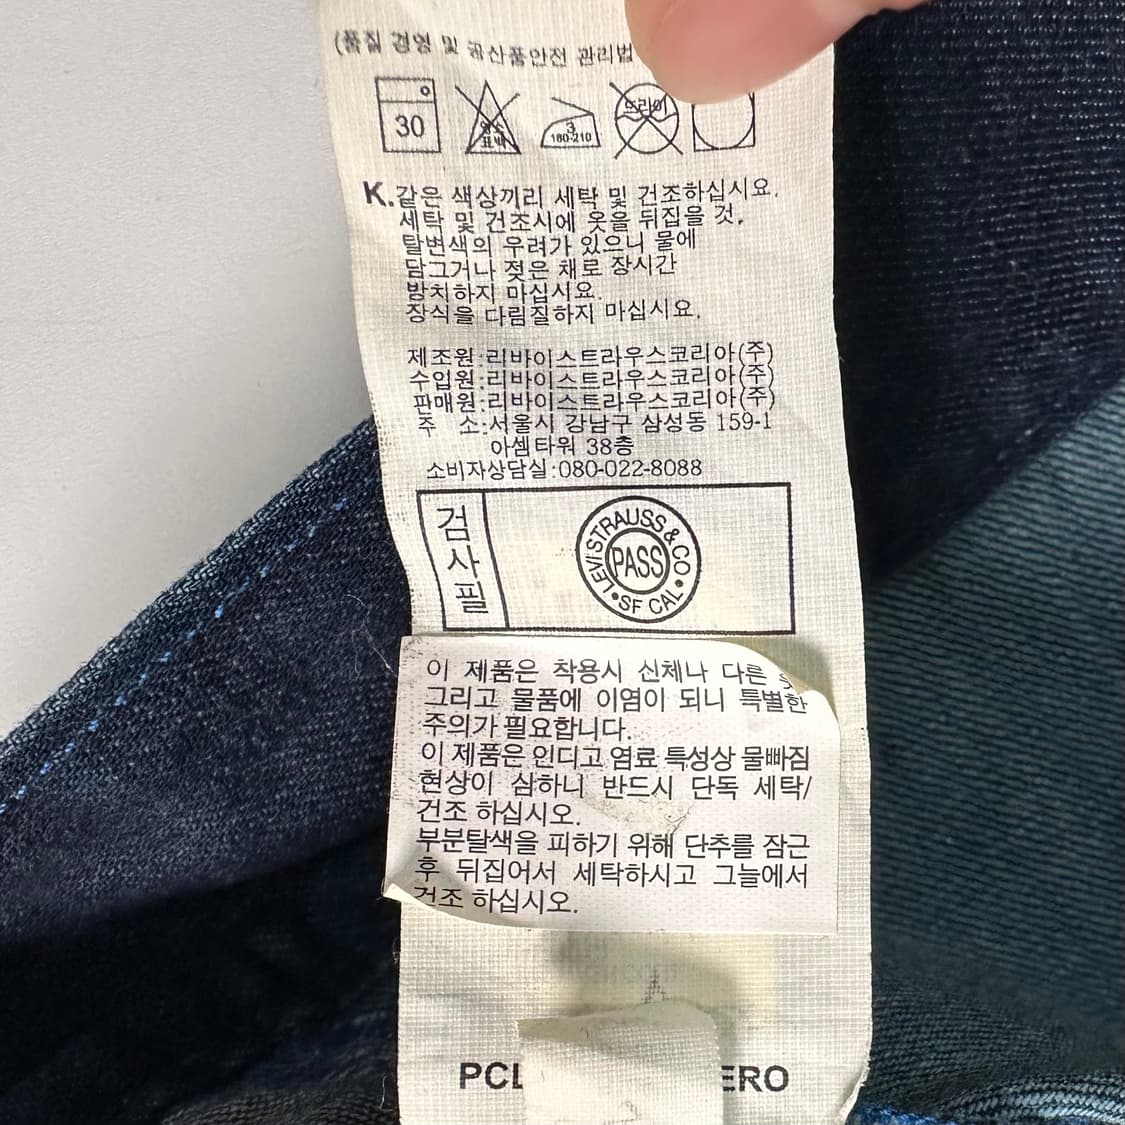 (품질 경영 및 공산품안전 관리법
30
염소 표백
3
180-210
드라이
K.같은 색상끼리 세탁 및 건조하십시요.
세탁 및 건조시에 옷을 뒤집을 것.
탈변색의 우려가 있으니 물에
담그거나 젖은 채로 장시간
방치하지 마십시요.
장식을 다림질하지 마십시요.
제조원:리바이스트라우스코리아(주)
수입원:리바이스트라우스코리아(주)
판매원:리바이스트라우스코리아(주)
주 소:서울시 강남구 삼성동 159-1
아셈타워 38층
소비자상담실:080-022-8088
검사필
LEVI STRAUSS & CO
PASS
SF CAL
이 제품은 착용시 신체나 다른
그리고 물품에 이염이 되니 특별한
주의가 필요합니다.
이 제품은 인디고 염료 특성상 물빠짐
현상이 심하니 반드시 단독 세탁/
건조 하십시오.
부분탈색을 피하기 위해 단추를 잠근
후 뒤집어서 세탁하시고 그늘에서
건조 하십시오.
PCL
ERO